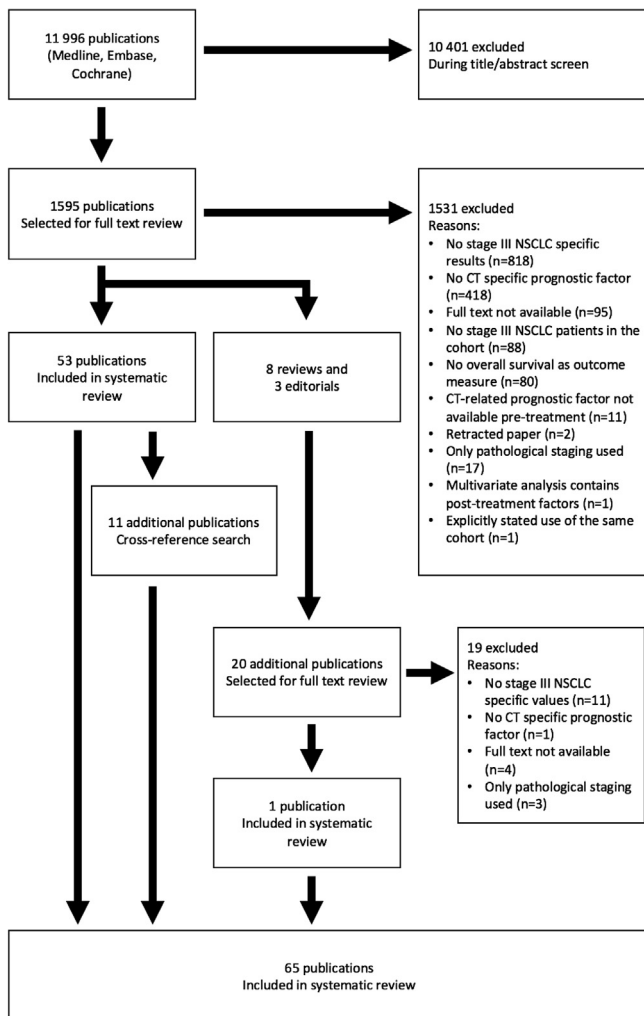 11 996 publications
(Medline, Embase,
Cochrane)
10 401 excluded
During title/abstract screen
1595 publications
Selected for full text review
1531 excluded
Reasons:
• No stage III NSCLC specific
results (n=818)
• No CT specific prognostic factor
(n=418)
• Full text not available (n=95)
• No stage III NSCLC patients in the
cohort (n=88)
• No overall survival as outcome
measure (n=80)
• CT-related prognostic factor not
available pre-treatment (n=11)
• Retracted paper (n=2)
• Only pathological staging used
(n=17)
• Multivariate analysis contains
post-treatment factors (n=1)
• Explicitly stated use of the same
cohort (n=1)
53 publications
Included in systematic
review
8 reviews and
3 editorials
11 additional publications
Cross-reference search
20 additional publications
Selected for full text review
19 excluded
Reasons:
• No stage III NSCLC
specific values (n=11)
• No CT specific prognostic
factor (n=1)
• Full text not available
(n=4)
• Only pathological staging
used (n=3)
1 publication
Included in systematic
review
65 publications
Included in systematic review